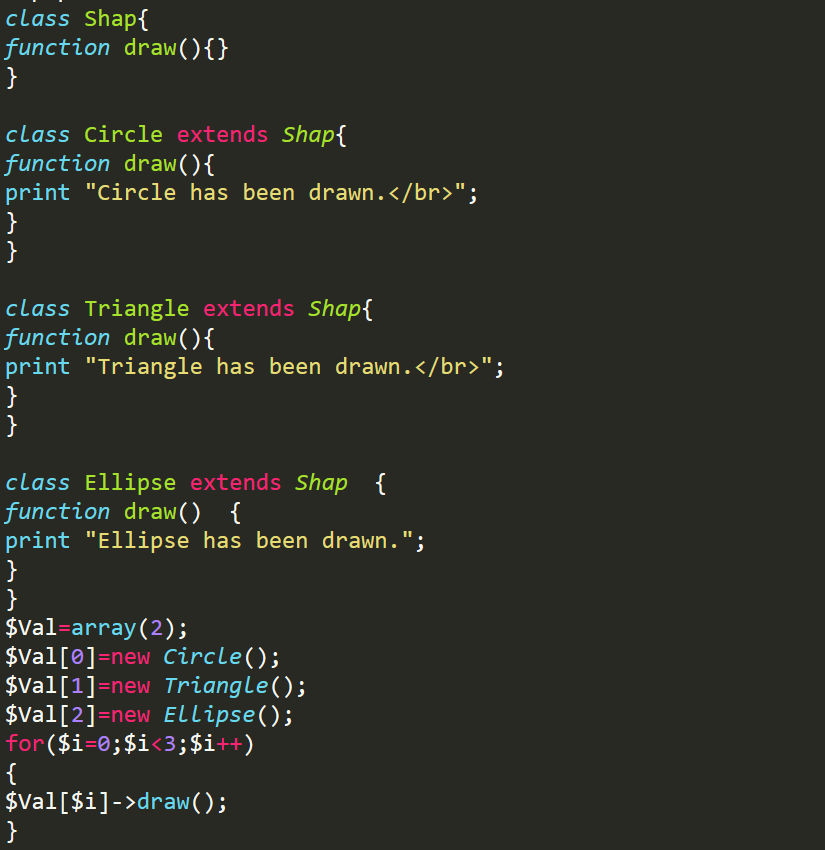 class Shap{
function draw(){}
}
class Circle extends Shap{
function draw(){
print "Circle has been drawn.</br>";
}
}
class Triangle extends Shap{
function draw(){
print "Triangle has been drawn.</br>";
}
}
class Ellipse extends Shap  {
function draw()  {
print "Ellipse has been drawn.";
}
}
$Val=array(2);
$Val[0]=new Circle();
$Val[1]=new Triangle();
$Val[2]=new Ellipse();
for($i=0;$i<3;$i++)
{
$Val[$i]->draw();
}